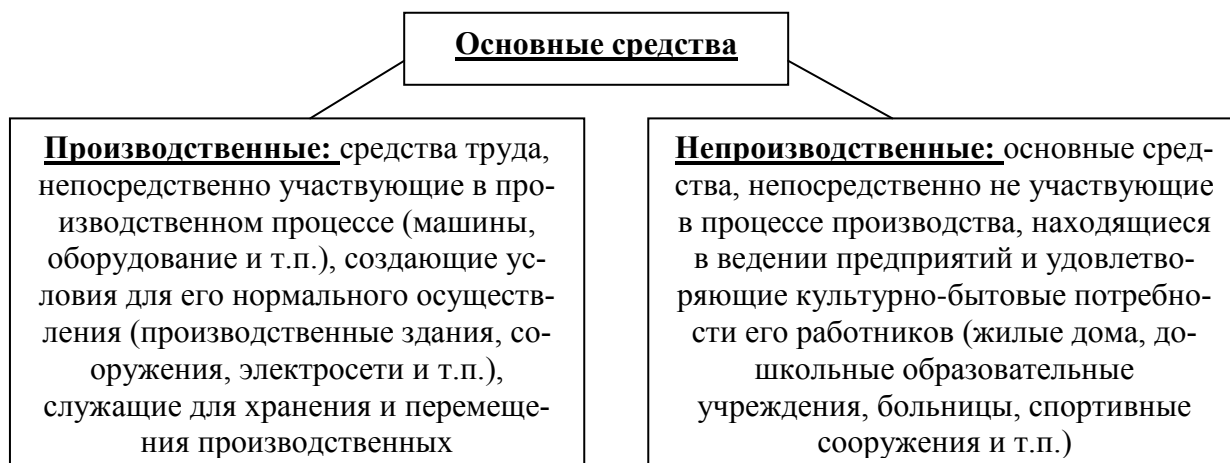 Основные средства
Производственные: средства труда,
непосредственно участвующие в про-
изводственном процессе (машины,
оборудование и т.п.), создающие ус-
ловия для его нормального осуществ-
ления (производственные здания, со-
оружения, электросети и т.п.),
служащие для хранения и перемеще-
ния производственных
Непроизводственные: основные сред-
ства, непосредственно не участвующие
в процессе производства, находящиеся
в ведении предприятий и удовлетво-
ряющие культурно-бытовые потребно-
сти его работников (жилые дома, до-
школьные образовательные
учреждения, больницы, спортивные
сооружения и т.п.)